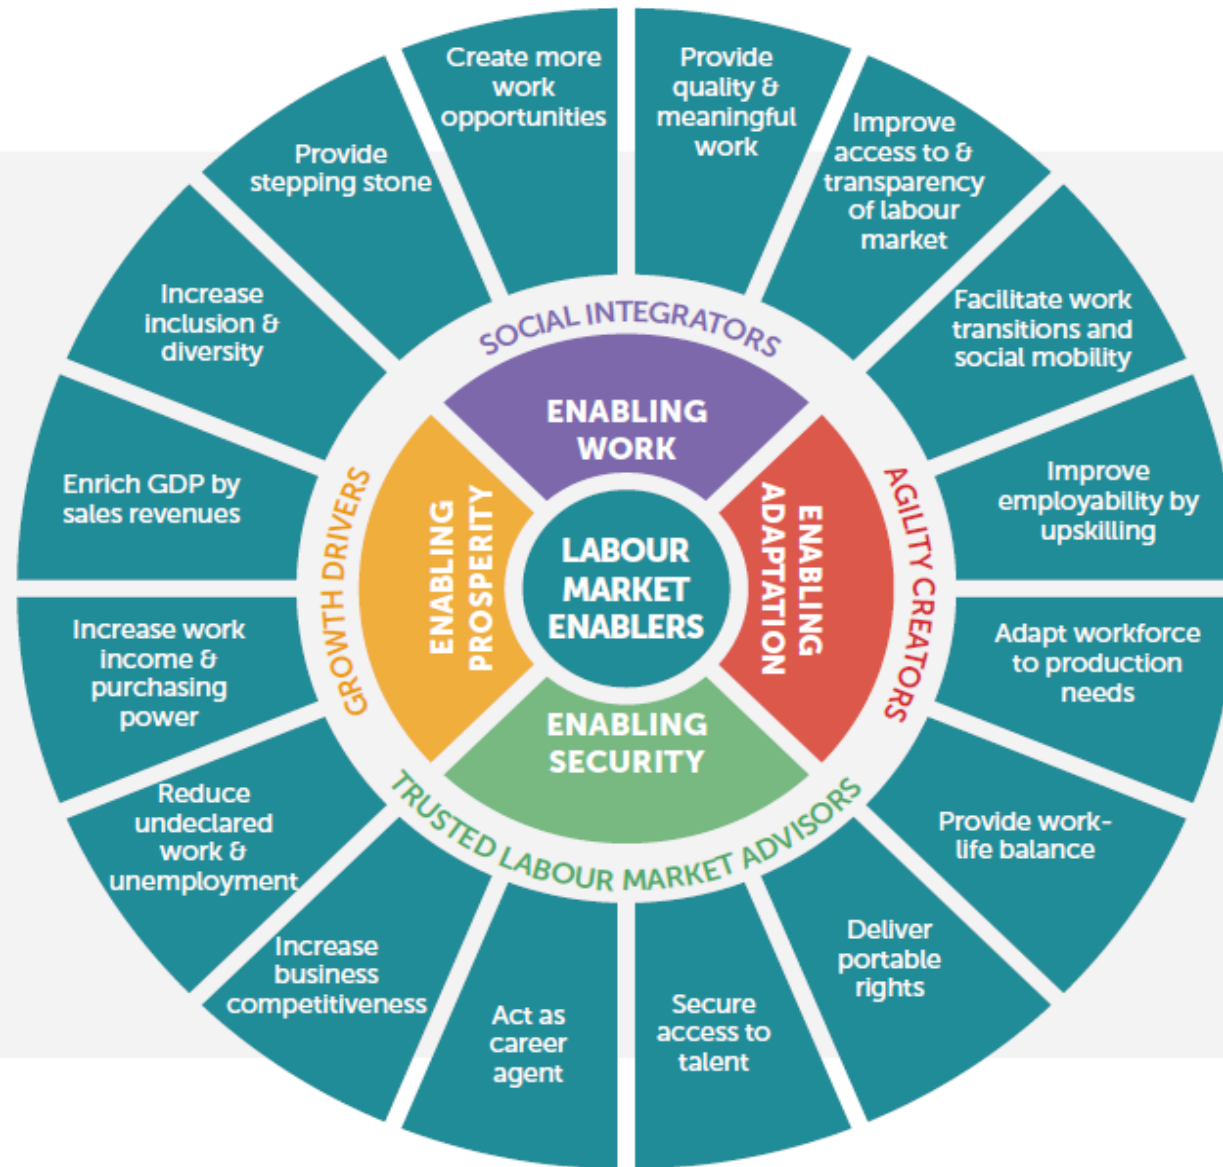 Create more
work
opportunities
Provide
quality &
meaningful
work
Improve
access to &
transparency
of labour
market
Facilitate work
transitions and
social mobility
Improve
employability by
upskilling
Adapt workforce
to production
needs
Provide work-
life balance
Deliver
portable
rights
Secure
access to
talent
Act as
career
agent
Increase
business
competitiveness
Reduce
undeclared
work &
unemployment
Increase work
income &
purchasing
power
Enrich GDP by
sales revenues
Increase
inclusion &
diversity
Provide
stepping stone
SOCIAL INTEGRATORS
AGILITY CREATORS
TRUSTED LABOUR MARKET ADVISORS
GROWTH DRIVERS
ENABLING
WORK
ENABLING
ADAPTATION
ENABLING
SECURITY
ENABLING
PROSPERITY
LABOUR
MARKET
ENABLERS